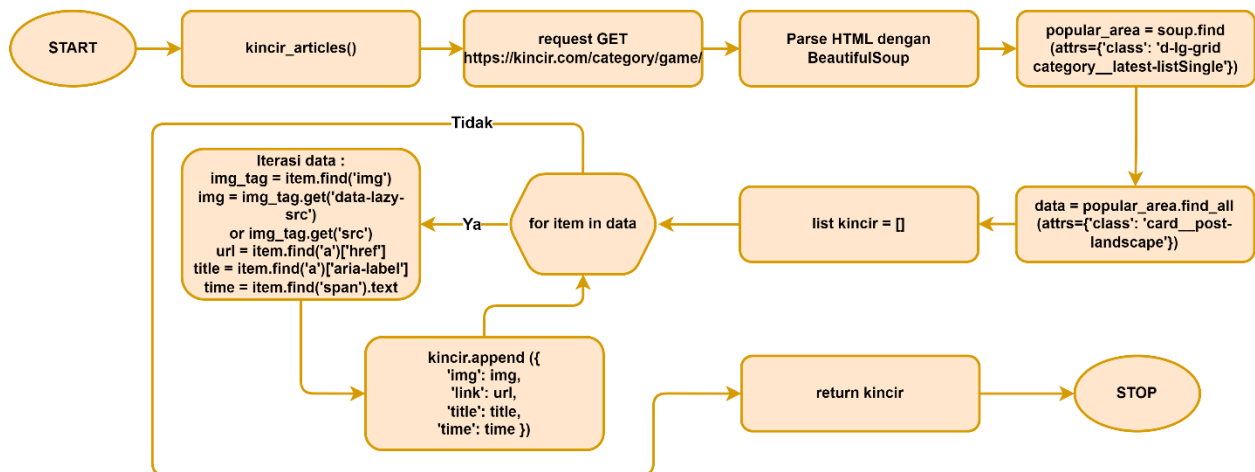 START
kincir_articles()
request GET
https://kincir.com/category/game/
Parse HTML dengan
BeautifulSoup
popular_area = soup.find
(attrs={'class': 'd-lg-grid
category__latest-listSingle'})
data = popular_area.find_all
(attrs={'class': 'card__post-
landscape'})
list kincir = []
for item in data
Tidak
Ya
Iterasi data :
img_tag = item.find('img')
img = img_tag.get('data-lazy-
src')
or img_tag.get('src')
url = item.find('a')['href']
title = item.find('a')['aria-label']
time = item.find('span').text
kincir.append ({
'img': img,
'link': url,
'title': title,
'time': time })
return kincir
STOP